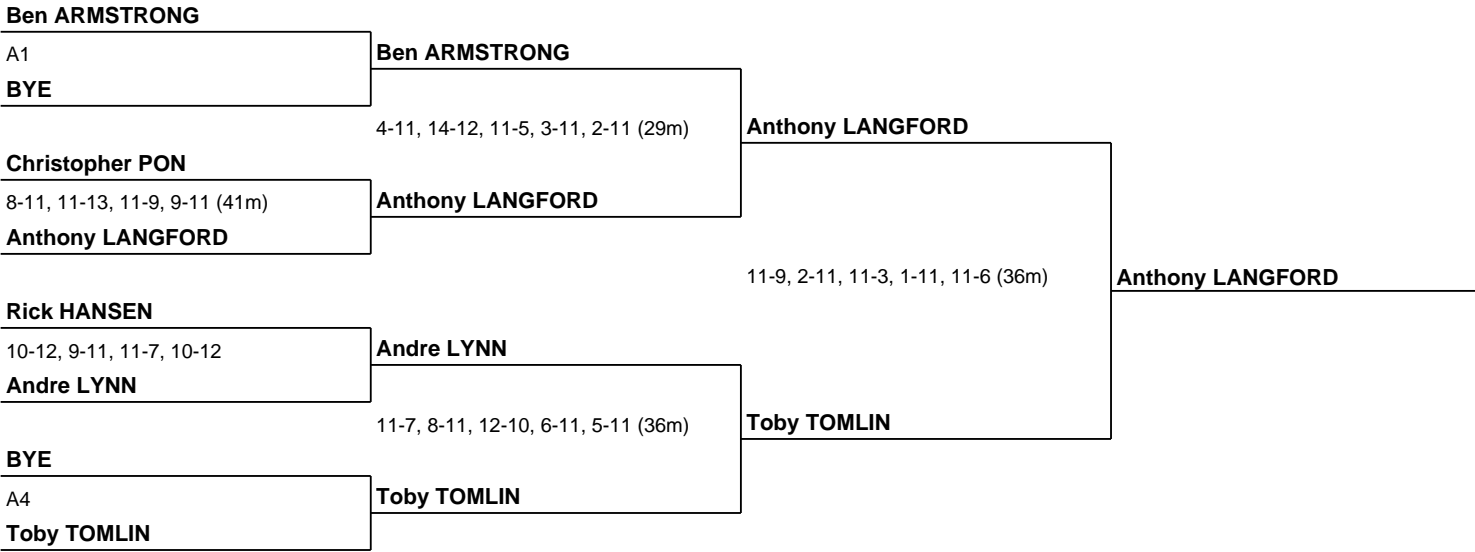 Ben ARMSTRONG
A1
BYE
Ben ARMSTRONG
4-11, 14-12, 11-5, 3-11, 2-11 (29m)
Anthony LANGFORD
Christopher PON
8-11, 11-13, 11-9, 9-11 (41m)
Anthony LANGFORD
Anthony LANGFORD
11-9, 2-11, 11-3, 1-11, 11-6 (36m)
Anthony LANGFORD
Rick HANSEN
10-12, 9-11, 11-7, 10-12
Andre LYNN
Andre LYNN
11-7, 8-11, 12-10, 6-11, 5-11 (36m)
Toby TOMLIN
BYE
A4
Toby TOMLIN
Toby TOMLIN